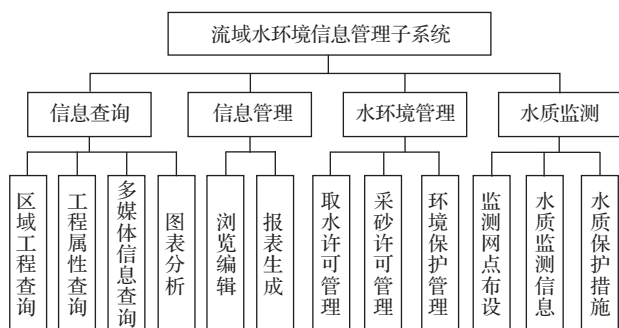 流域水环境信息管理子系统
信息查询
信息管理
水环境管理
水质监测
区域工程查询
工程属性查询
多媒体信息查询
图表分析
浏览编辑
报表生成
取水许可管理
采砂许可管理
环境保护管理
监测网点布设
水质监测信息
水质保护措施